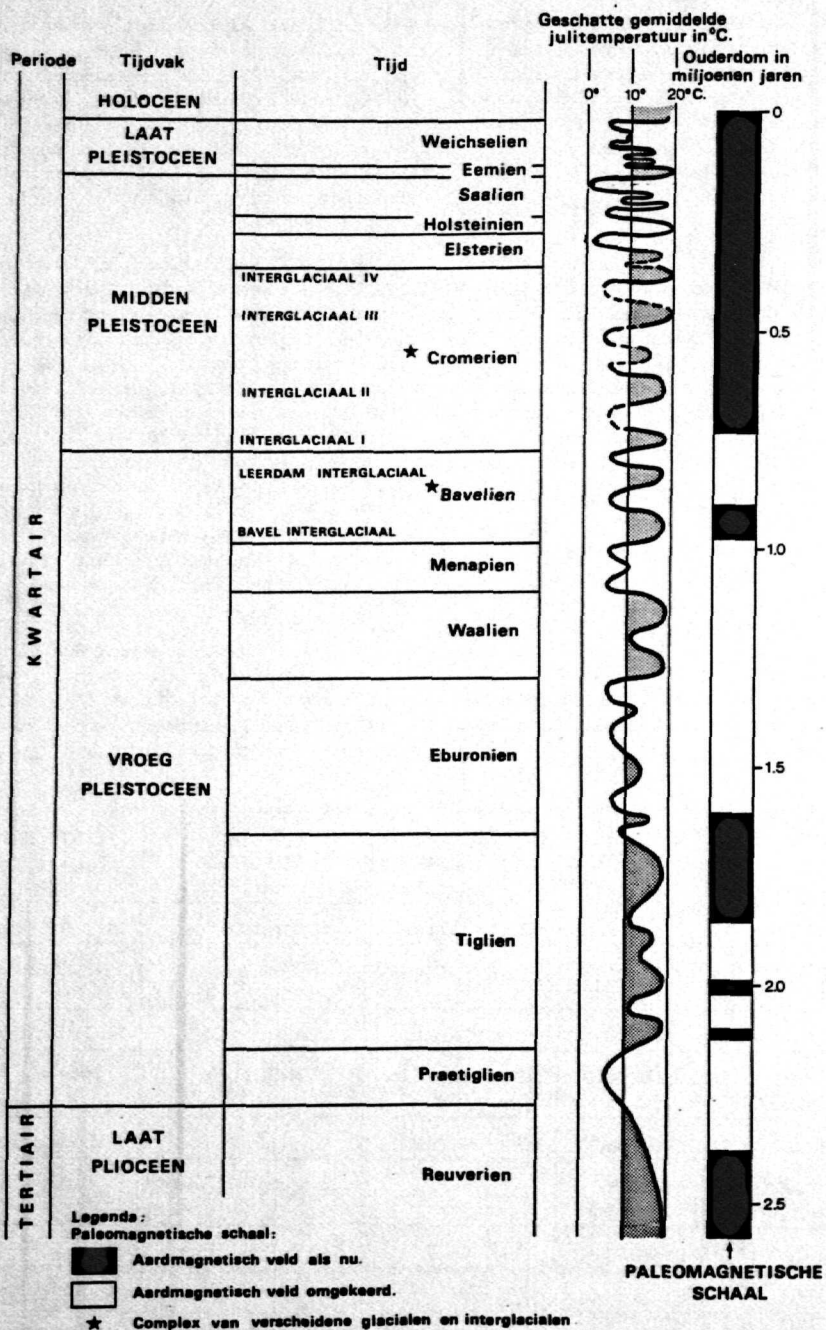 Geschatte gemiddelde
julitemperatuur in °C.
Periode Tijdvak Tijd
Ouderdom in
miljoenen jaren
0° 10°C 20°C.
HOLOCEEN
0
LAAT
PLEISTOCEEN
Weichselien
Eemien
Saalien
Holsteinien
Elsterien
MIDDEN
PLEISTOCEEN
INTERGLACIAAL IV
INTERGLACIAAL III
0.5
★ Cromerien
INTERGLACIAAL II
INTERGLACIAAL I
KWARTAIR
VROEG
PLEISTOCEEN
LEERDAM INTERGLACIAAL
★ Bavelien
BAVEL INTERGLACIAAL
1.0
Menapien
Waalien
Eburonien
1.5
Tiglien
2.0
Praetiglien
TERTIAIR
LAAT
PLIOCEEN
Reuverien
2.5
Legenda:
Paleomagnetische schaal:
Aardmagnetisch veld als nu.
Aardmagnetisch veld omgekeerd.
★ Complex van verscheidene glacialen en interglacialen
PALEOMAGNETISCHE
SCHAAL